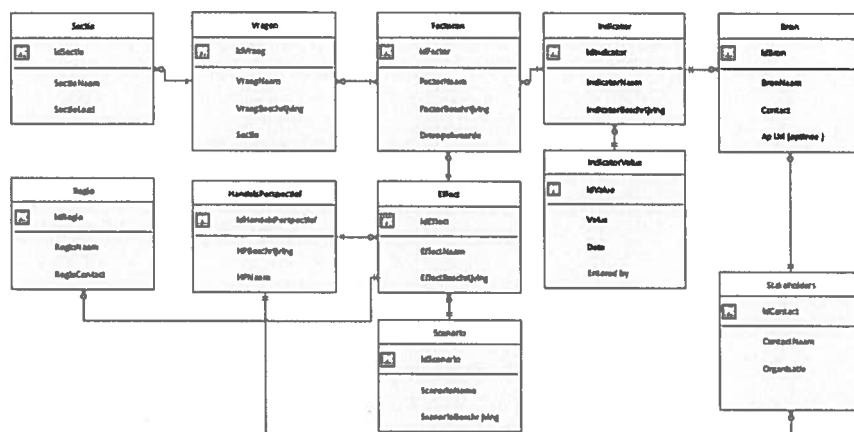 Sectie
IdSectie
SectieNaam
SectieLead
Vragen
IdVraag
VraagNaam
VraagBeschrijving
Sectie
Factoren
IdFactor
FactorNaam
FactorBeschrijving
Drempelwaarde
Indicator
IdIndicator
IndicatorNaam
IndicatorBeschrijving
Bron
IdBron
BronNaam
Contact
Regio
IdRegio
RegioNaam
RegioContact
HandelsPerspectief
IdHandelsPerspectief
HPBeschrijving
HPNaam
Effect
IdEffect
EffectNaam
EffectBeschrijving
IndicatorValue
IdValue
Value
Date
Entered by
Scenario
IdScenario
ScenarioName
ScenarioBeschrijving
Stakeholders
IdContact
ContactNaam
Organisatie